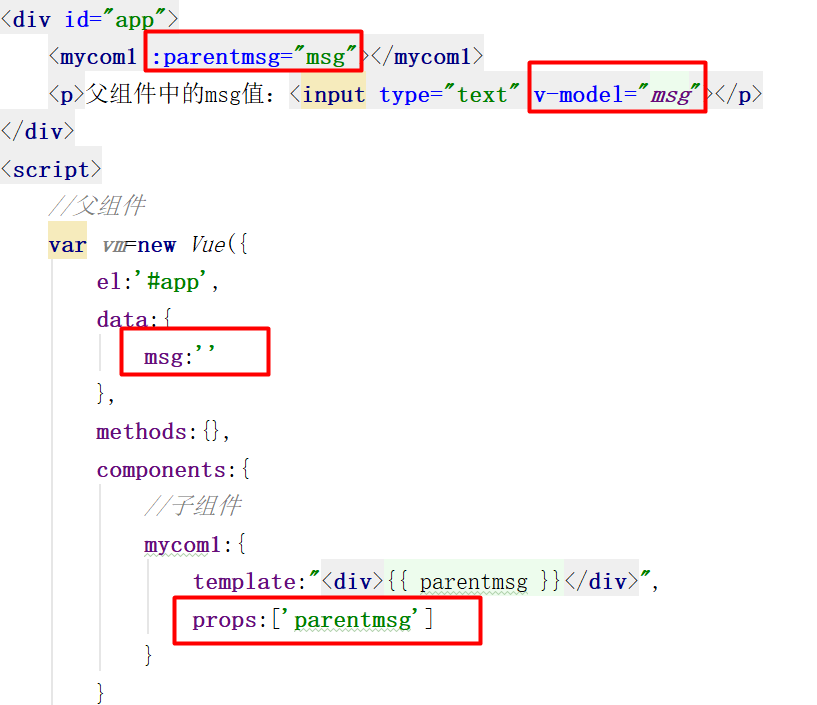 <div id="app">
<mycom1 :parentmsg="msg"></mycom1>
<p>父组件中的msg值：<input type="text" v-model="msg"></p>
</div>
<script>
//父组件
var vm=new Vue({
el:'#app',
data:{
msg:''
},
methods:{},
components:{
//子组件
mycom1:{
template:"<div>{{ parentmsg }}</div>",
props:['parentmsg']
}
}